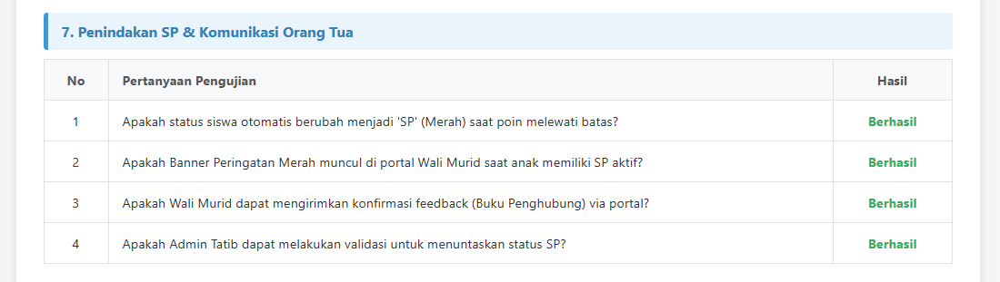 7. Penindakan SP & Komunikasi Orang Tua
No Pertanyaan Pengujian Hasil
1 Apakah status siswa otomatis berubah menjadi 'SP' (Merah) saat poin melewati batas? Berhasil
2 Apakah Banner Peringatan Merah muncul di portal Wali Murid saat anak memiliki SP aktif? Berhasil
3 Apakah Wali Murid dapat mengirimkan konfirmasi feedback (Buku Penghubung) via portal? Berhasil
4 Apakah Admin Tatib dapat melakukan validasi untuk menuntaskan status SP? Berhasil